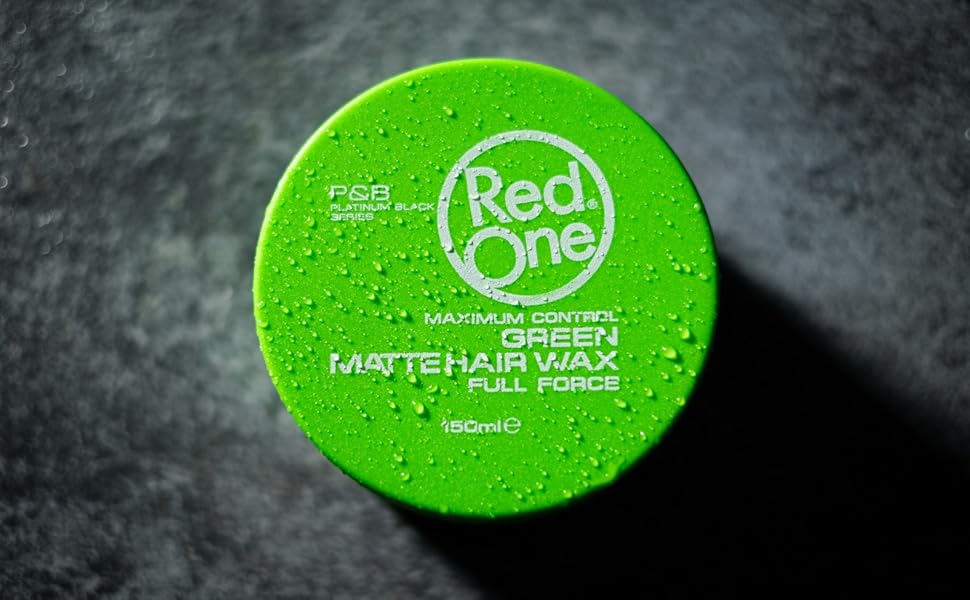 P&B
PLATINUM BLACK
SERIES
Red®
One
MAXIMUM CONTROL
GREEN
MATTE HAIR WAX
FULL FORCE
150ml e